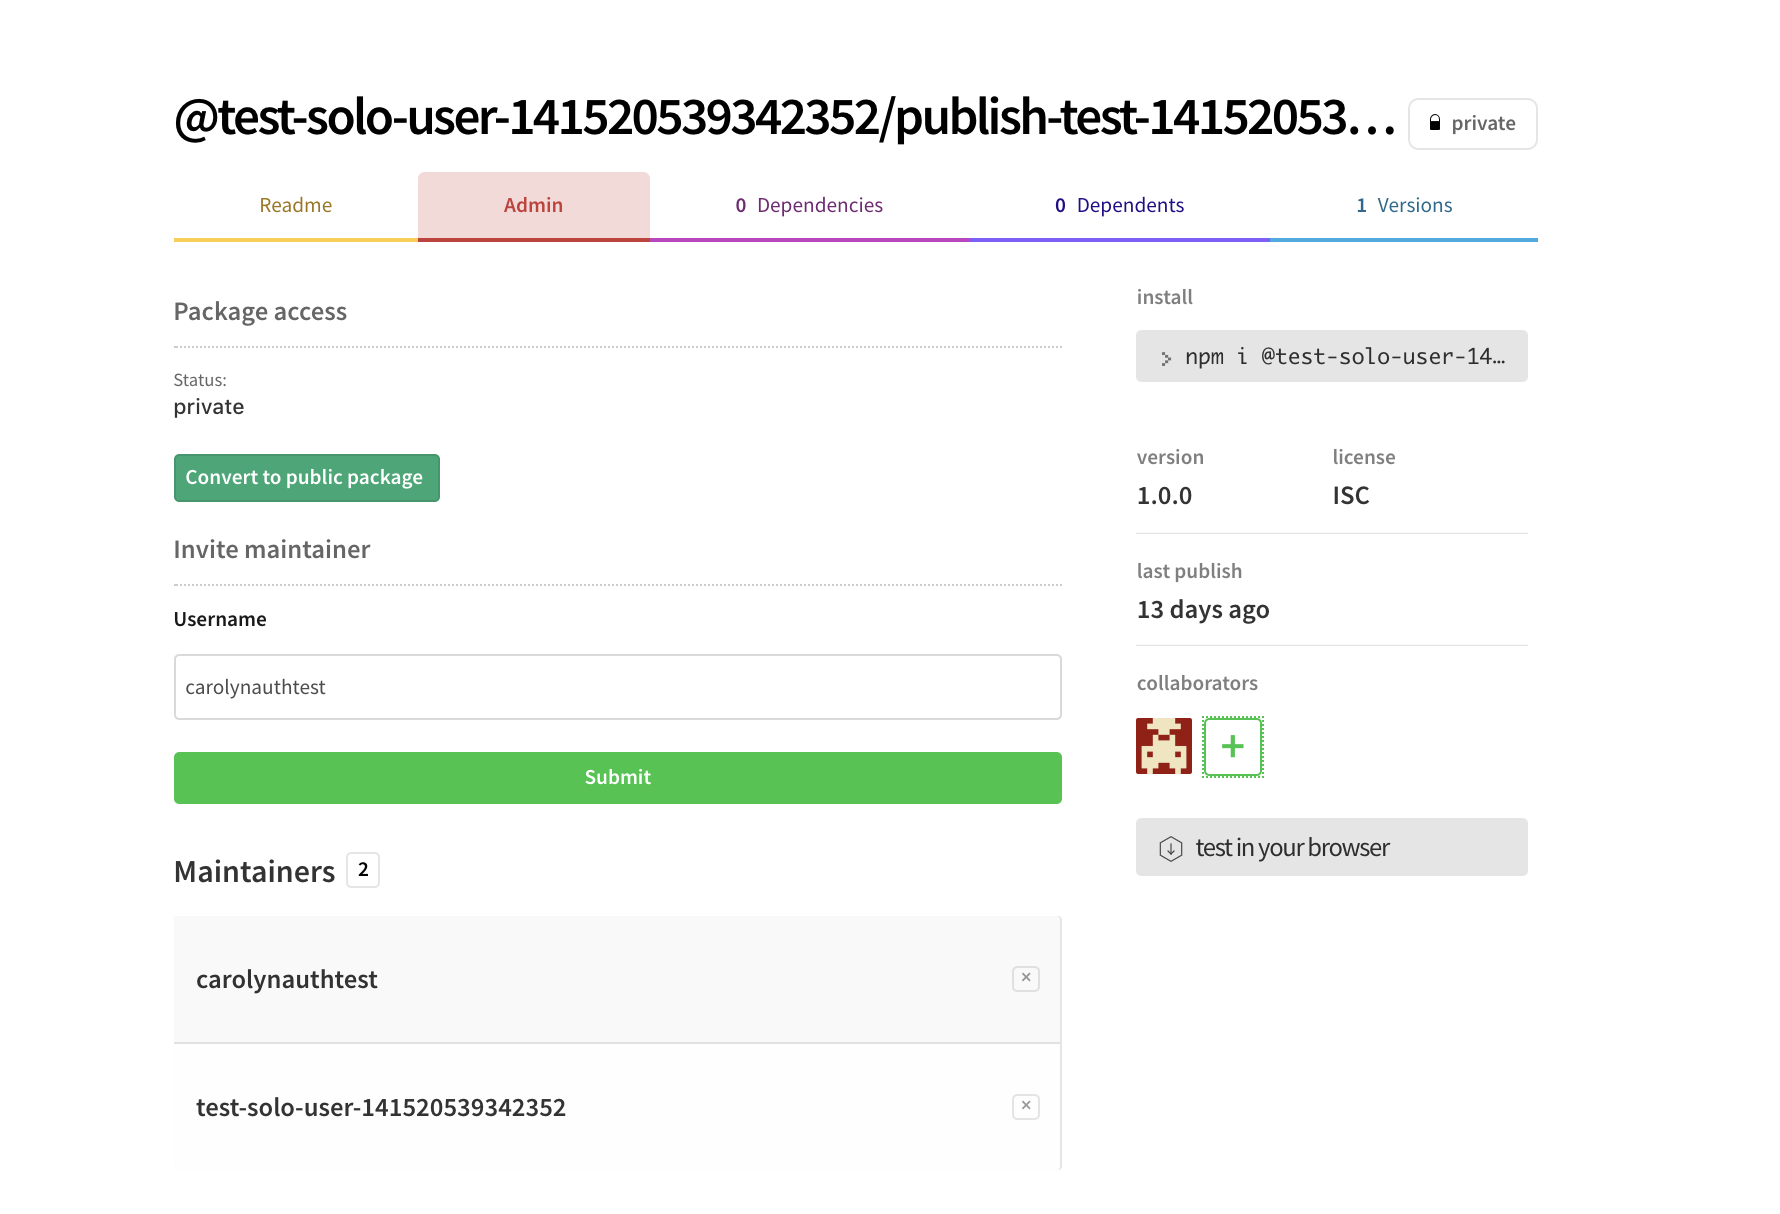 @test-solo-user-141520539342352/publish-test-14152053…
private
Readme
Admin
0 Dependencies
0 Dependents
1 Versions
Package access
Status:
private
Convert to public package
Invite maintainer
Username
carolynauthtest
Submit
Maintainers 2
carolynauthtest
×
test-solo-user-141520539342352
×
install
npm i @test-solo-user-14…
version
1.0.0
license
ISC
last publish
13 days ago
collaborators
+
test in your browser